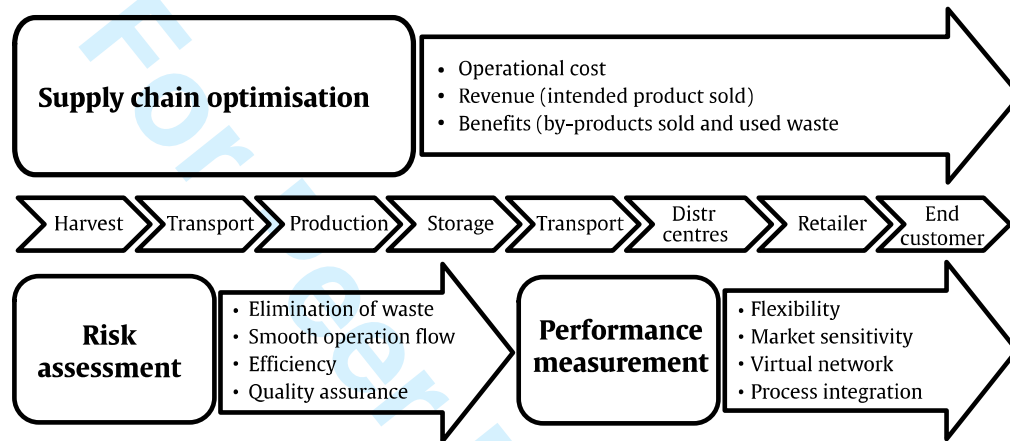 Supply chain optimisation
• Operational cost
• Revenue (intended product sold)
• Benefits (by-products sold and used waste
Harvest
Transport
Production
Storage
Transport
Distr
centres
Retailer
End
customer
Risk
assessment
• Elimination of waste
• Smooth operation flow
• Efficiency
• Quality assurance
Performance
measurement
• Flexibility
• Market sensitivity
• Virtual network
• Process integration
For Peer